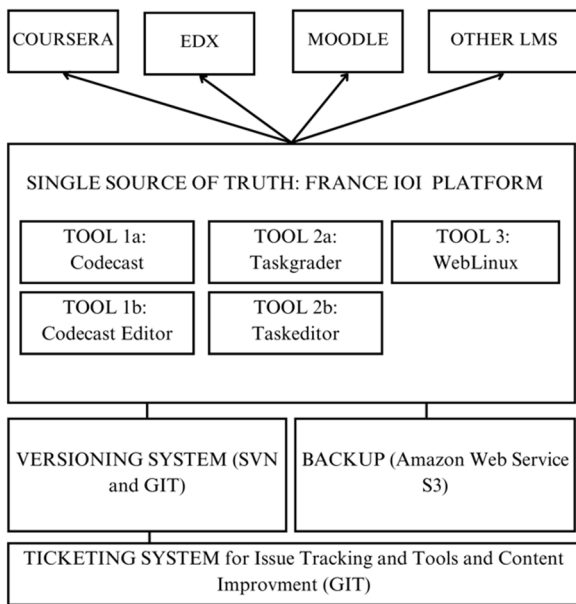 COURSERA
EDX
MOODLE
OTHER LMS
SINGLE SOURCE OF TRUTH: FRANCE IOI PLATFORM
TOOL 1a:
Codecast
TOOL 2a:
Taskgrader
TOOL 3:
WebLinux
TOOL 1b:
Codecast Editor
TOOL 2b:
Taskeditor
VERSIONING SYSTEM (SVN
and GIT)
BACKUP (Amazon Web Service
S3)
TICKETING SYSTEM for Issue Tracking and Tools and Content
Improvment (GIT)